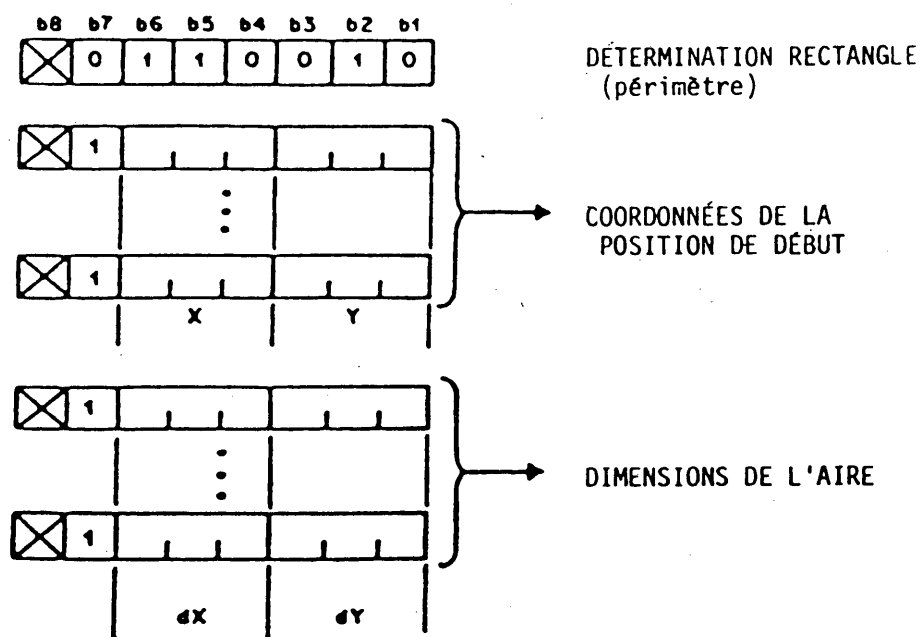 b8 b7 b6 b5 b4 b3 b2 b1
0 1 1 0 0 1 0
DÉTERMINATION RECTANGLE
(périmètre)
1
COORDONNÉES DE LA
POSITION DE DÉBUT
1
X Y
1
DIMENSIONS DE L'AIRE
1
dX dY